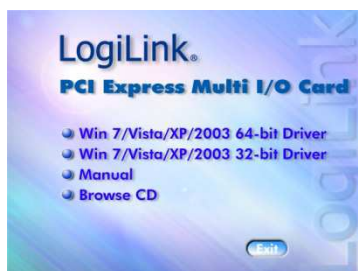 LogiLink®
PCI Express Multi I/O Card
Win 7/Vista/XP/2003 64-bit Driver
Win 7/Vista/XP/2003 32-bit Driver
Manual
Browse CD
Exit
LogiLink